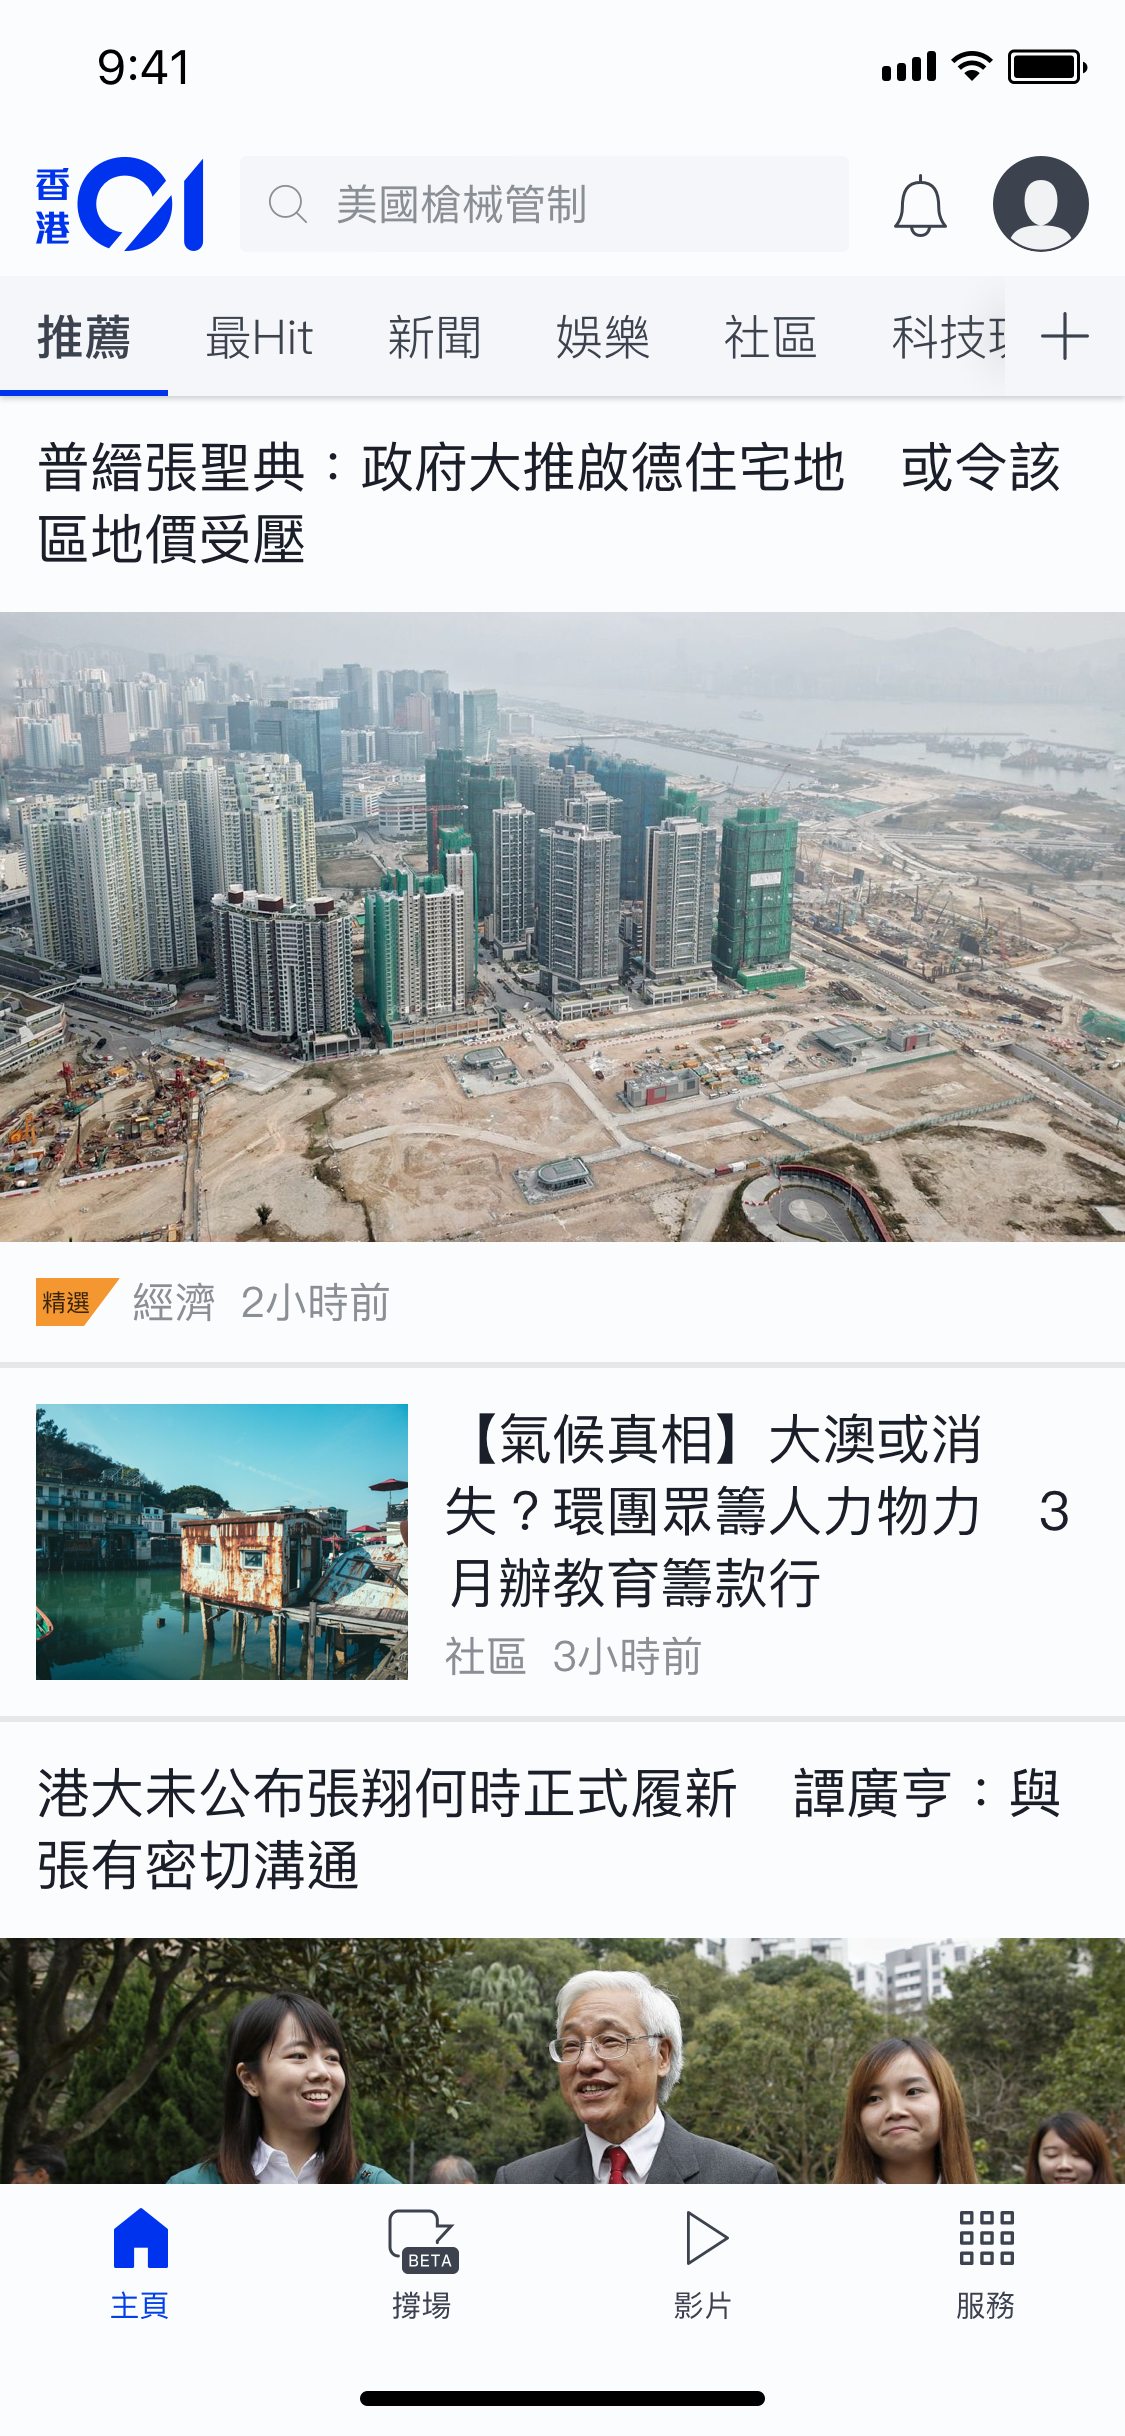 9:41
香港01
美國槍械管制
推薦 最Hit 新聞 娛樂 社區 科技
普縉張聖典：政府大推啟德住宅地　或令該
區地價受壓
精選 經濟 2小時前
【氣候真相】大澳或消
失？環團眾籌人力物力　3
月辦教育籌款行
社區 3小時前
港大未公布張翔何時正式履新　譚廣亨：與
張有密切溝通
BETA
主頁 撐場 影片 服務